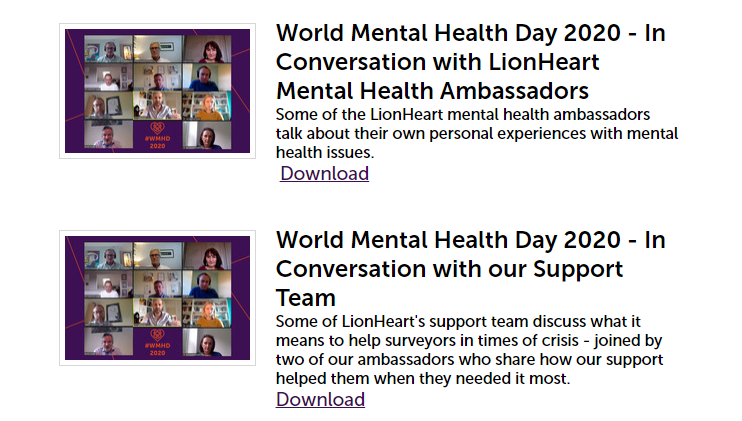 World Mental Health Day 2020 - In
Conversation with LionHeart
Mental Health Ambassadors
Some of the LionHeart mental health ambassadors
talk about their own personal experiences with mental
health issues.
Download
#WMHD
2020
World Mental Health Day 2020 - In
Conversation with our Support
Team
Some of LionHeart's support team discuss what it
means to help surveyors in times of crisis - joined by
two of our ambassadors who share how our support
helped them when they needed it most.
Download
#WMHD
2020